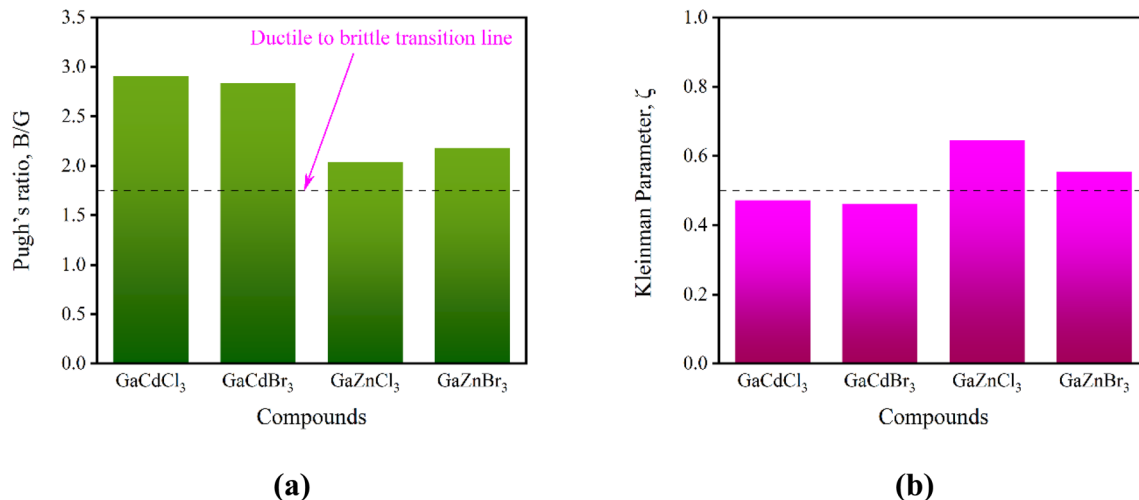 3.5
3.0
2.5
2.0
1.5
1.0
0.5
0.0
Pugh's ratio, B/G
Ductile to brittle transition line
GaCdCl₃
GaCdBr₃
GaZnCl₃
GaZnBr₃
Compounds
(a)
1.0
0.8
0.6
0.4
0.2
0.0
Kleinman Parameter, ζ
GaCdCl₃
GaCdBr₃
GaZnCl₃
GaZnBr₃
Compounds
(b)